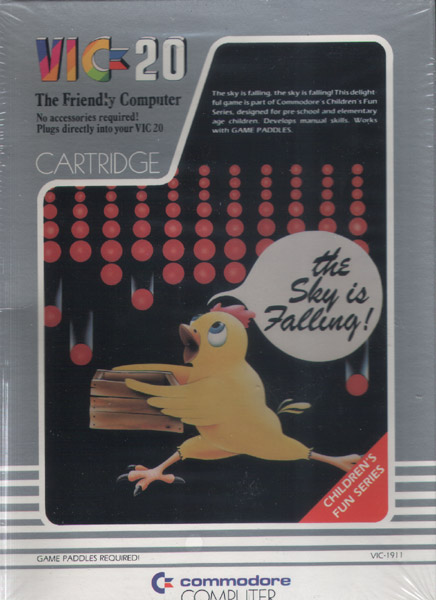 VIC 20
The Friendly Computer
No accessories required!
Plugs directly into your VIC 20
CARTRIDGE
The sky is falling, the sky is falling! This delight-
ful game is part of Commodore's Children's Fun
Series, designed for pre school and elementary
age children. Develops manual skills. Works
with GAME PADDLES.
the
Sky is
Falling!
CHILDREN'S
FUN SERIES
GAME PADDLES REQUIRED!
VIC-1911
commodore
COMPUTER